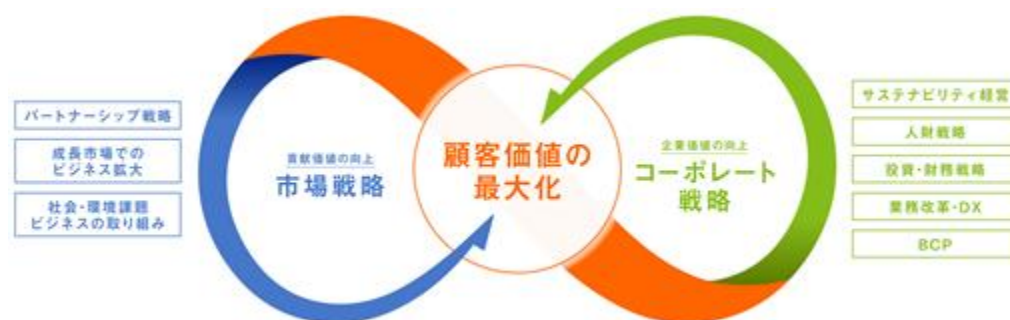 パートナーシップ戦略
成長市場での
ビジネス拡大
社会・環境課題
ビジネスの取り組み
貢献価値の向上
市場戦略
顧客価値の
最大化
企業価値の向上
コーポレート
戦略
サステナビリティ経営
人財戦略
投資・財務戦略
業務改革・DX
BCP